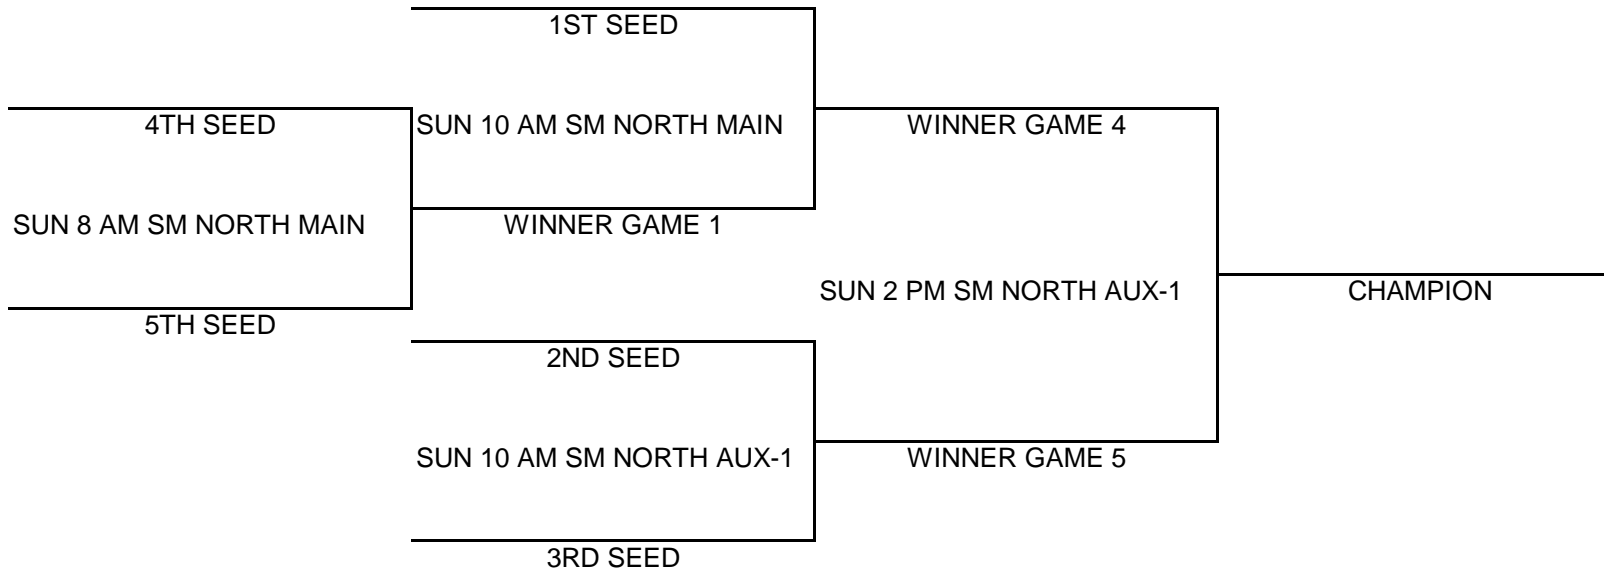 1ST SEED
4TH SEED
SUN 10 AM SM NORTH MAIN
WINNER GAME 4
SUN 8 AM SM NORTH MAIN
WINNER GAME 1
SUN 2 PM SM NORTH AUX-1
CHAMPION
5TH SEED
2ND SEED
SUN 10 AM SM NORTH AUX-1
WINNER GAME 5
3RD SEED